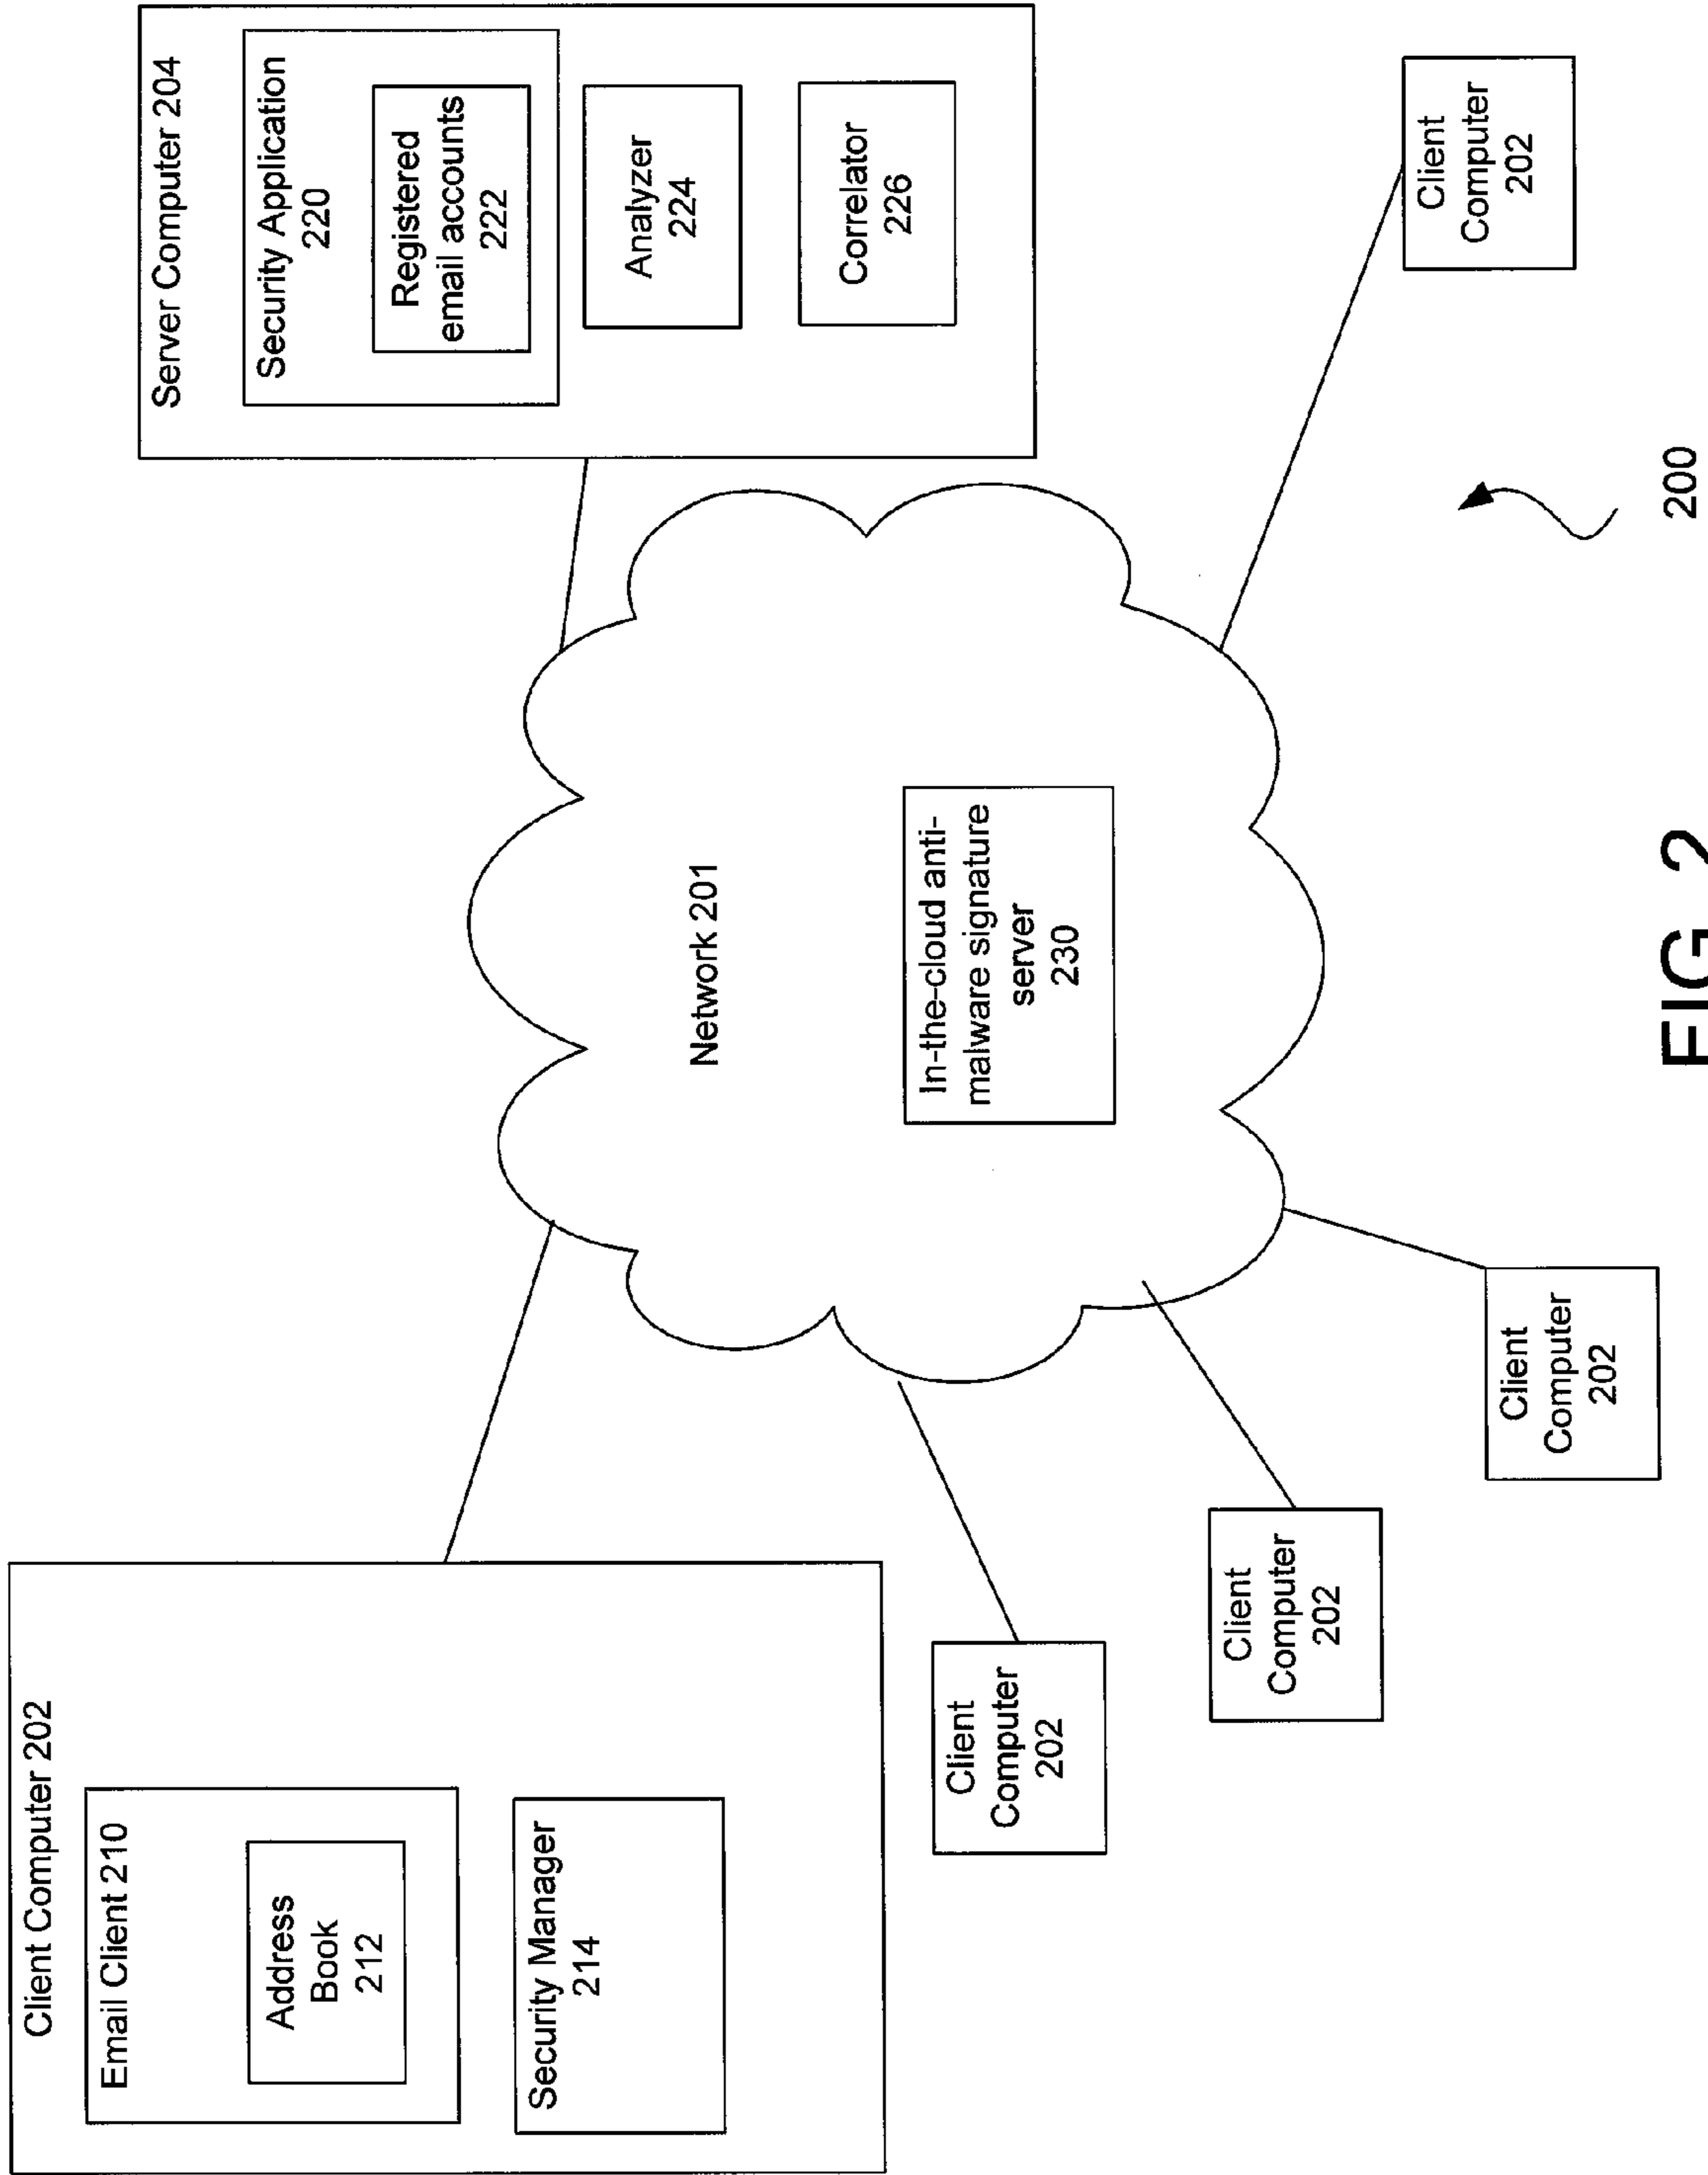 Client Computer 202
Email Client 210
Address
Book
212
Security Manager
214
Server Computer 204
Security Application
220
Registered
email accounts
222
Analyzer
224
Correlator
226
Network 201
In-the-cloud anti-
malware signature
server
230
Client
Computer
202
Client
Computer
202
Client
Computer
202
Client
Computer
202
200
FIG. 2